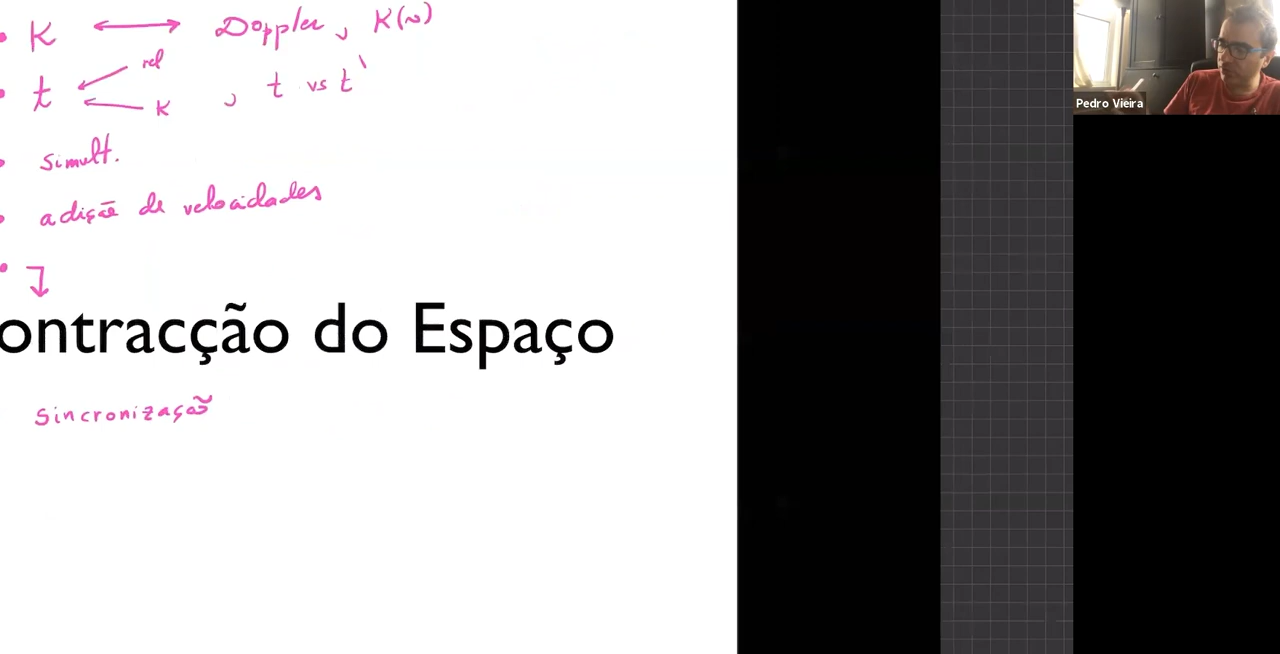 • K ⟷ Doppler, K(v)
Pedro Vieira
• t rel K, t vs t'
• simult.
• adição de velocidades
•
ontracção do Espaço
sincronização